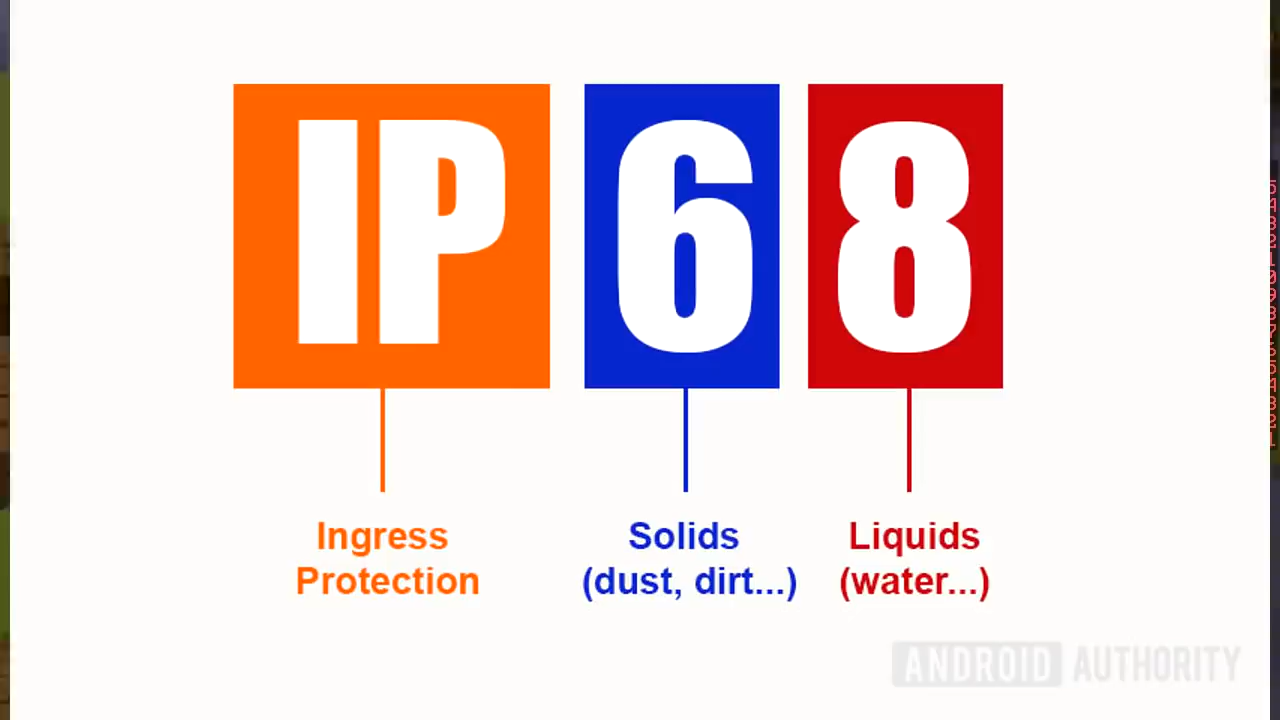 IP 6 8
Ingress Solids Liquids
Protection (dust, dirt...) (water...)
ANDROID AUTHORITY